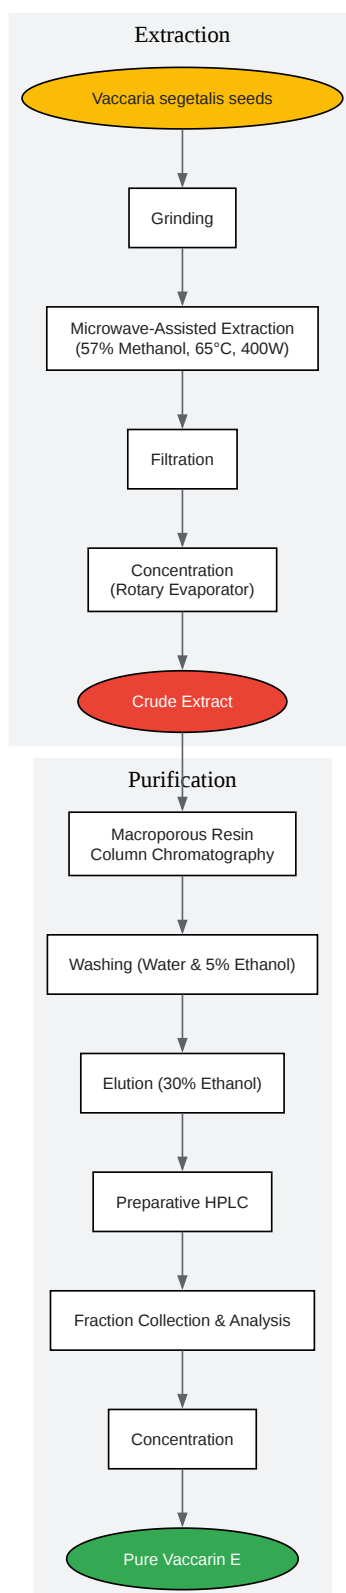 Extraction
Vaccaria segetalis seeds
Grinding
Microwave-Assisted Extraction
(57% Methanol, 65°C, 400W)
Filtration
Concentration
(Rotary Evaporator)
Crude Extract
Purification
Macroporous Resin
Column Chromatography
Washing (Water & 5% Ethanol)
Elution (30% Ethanol)
Preparative HPLC
Fraction Collection & Analysis
Concentration
Pure Vaccarin E